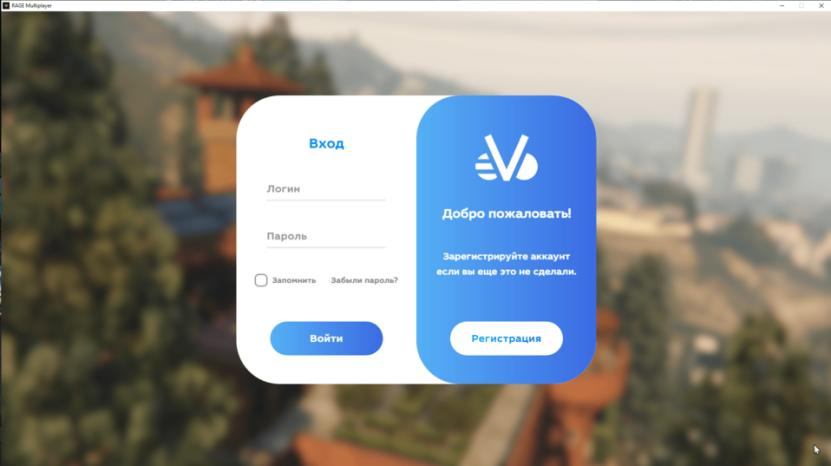 RAGE Multiplayer
Вход
Логин
Пароль
Запомнить
Забыли пароль?
Войти
Добро пожаловать!
Зарегистрируйте аккаунт
если вы еще это не сделали.
Регистрация